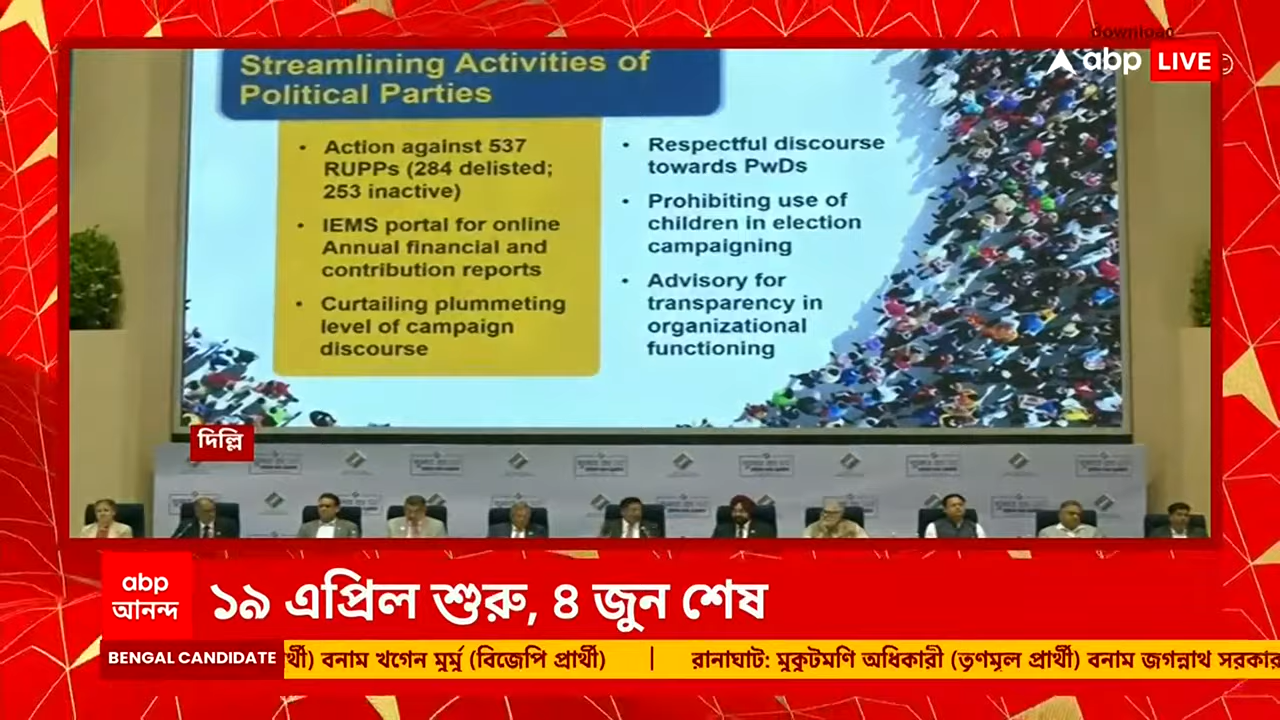 download
abp LIVE
Streamlining Activities of
Political Parties
• Action against 537
RUPPs (284 delisted;
253 inactive)
• IEMS portal for online
Annual financial and
contribution reports
• Curtailing plummeting
level of campaign
discourse
• Respectful discourse
towards PwDs
• Prohibiting use of
children in election
campaigning
• Advisory for
transparency in
organizational
functioning
দিল্লি
abp
আনন্দ
১৯ এপ্রিল শুরু, ৪ জুন শেষ
BENGAL CANDIDATE র্থী) বনাম খগেন মুর্মু (বিজেপি প্রার্থী) | রানাঘাট: মুকুটমণি অধিকারী (তৃণমূল প্রার্থী) বনাম জগন্নাথ সরকার